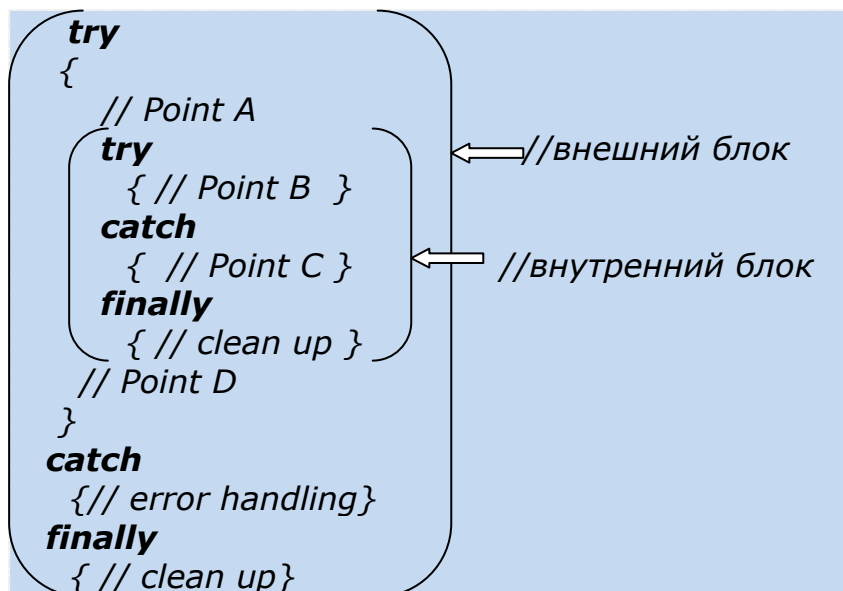 try
{
// Point A
try //внешний блок
{ // Point B }
catch
{ // Point C } //внутренний блок
finally
{ // clean up }
// Point D
}
catch
{// error handling}
finally
{ // clean up}